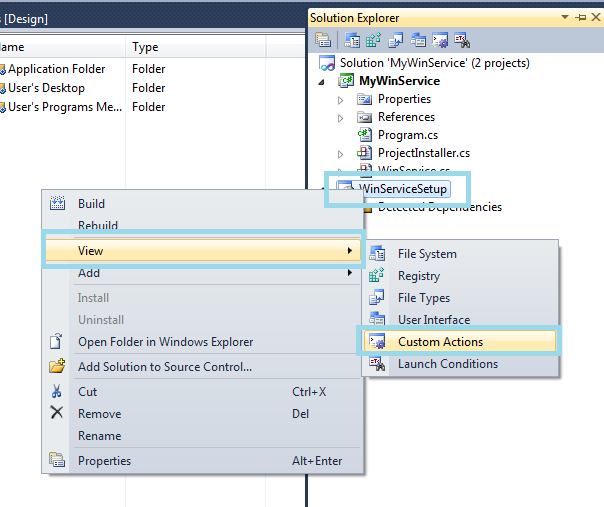 s [Design]
Name
Type
Application Folder
Folder
User's Desktop
Folder
User's Programs Me...
Folder
Solution Explorer
Solution 'MyWinService' (2 projects)
MyWinService
Properties
References
Program.cs
ProjectInstaller.cs
WinService.cs
WinServiceSetup
Detected Dependencies
Build
Rebuild
View
Add
Install
Uninstall
Open Folder in Windows Explorer
Add Solution to Source Control...
Cut Ctrl+X
Remove Del
Rename
Properties Alt+Enter
File System
Registry
File Types
User Interface
Custom Actions
Launch Conditions